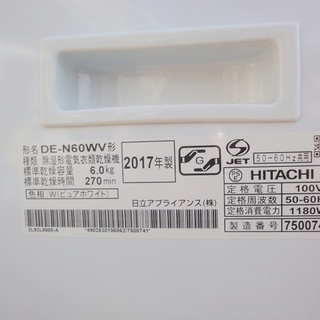 形名 DE-N60WV形
種類 除湿形電気衣類乾燥機
標準乾燥容量 6.0kg
標準乾燥時間 270min
色相 W(ピュアホワイト)
2017年製
G
日立アプライアンス(株)
S
JET
50-60Hz共用
PSE
HITACHI
定格電圧 100V
定格周波数 50-60H
定格消費電力 1180W
製造番号 750074